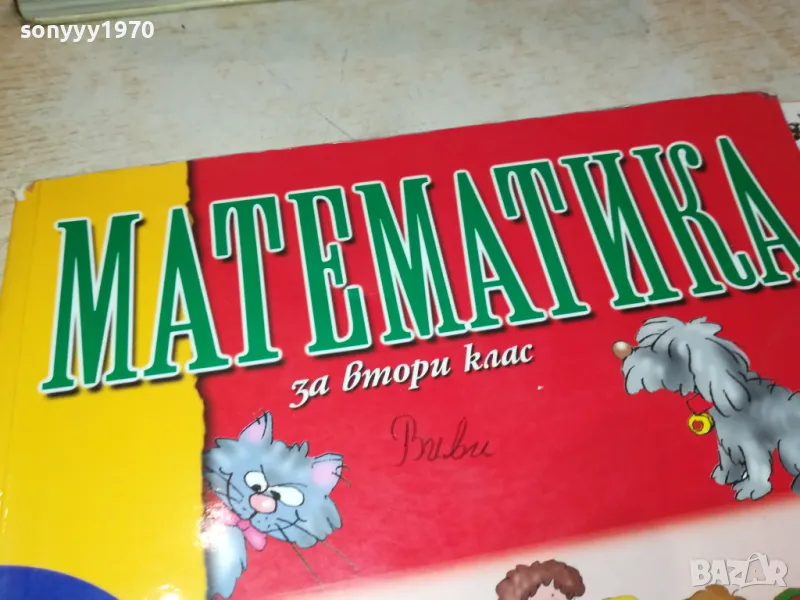 sonyyy1970
МАТЕМАТИКА
за втори клас
Виви
BAZAR